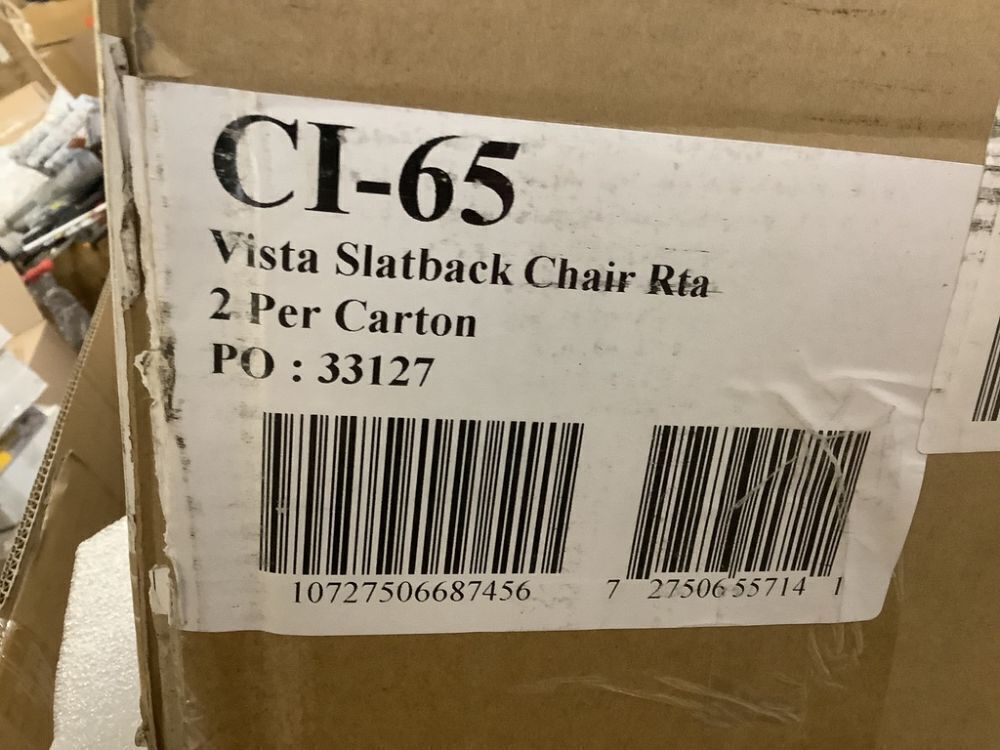 CI-65
Vista Slatback Chair Rta
2 Per Carton
PO : 33127
10727506687456
7 27506 55714 1